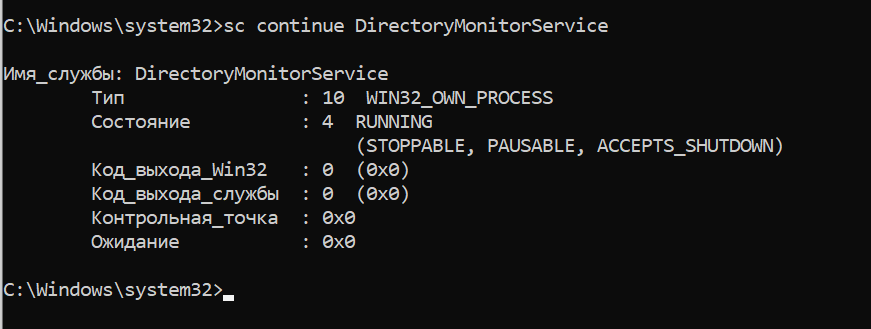 C:\Windows\system32>sc continue DirectoryMonitorService
Имя_службы: DirectoryMonitorService
Тип : 10 WIN32_OWN_PROCESS
Состояние : 4 RUNNING
(STOPPABLE, PAUSABLE, ACCEPTS_SHUTDOWN)
Код_выхода_Win32 : 0 (0x0)
Код_выхода_службы : 0 (0x0)
Контрольная_точка : 0x0
Ожидание : 0x0
C:\Windows\system32>